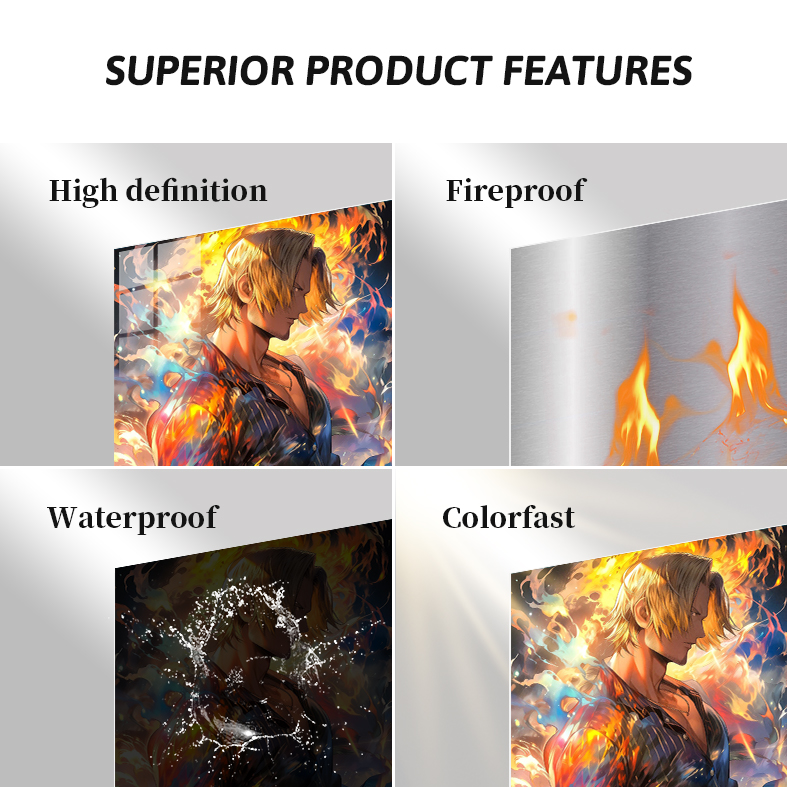 SUPERIOR PRODUCT FEATURES
High definition
Fireproof
Waterproof
Colorfast